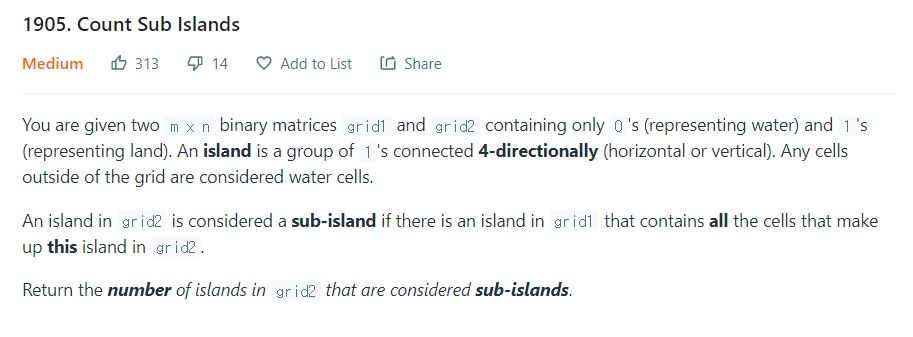 1905. Count Sub Islands
Medium 313 14 Add to List Share
You are given two m x n binary matrices grid1 and grid2 containing only 0 's (representing water) and 1 's
(representing land). An island is a group of 1 's connected 4-directionally (horizontal or vertical). Any cells
outside of the grid are considered water cells.
An island in grid2 is considered a sub-island if there is an island in grid1 that contains all the cells that make
up this island in grid2 .
Return the number of islands in grid2 that are considered sub-islands.